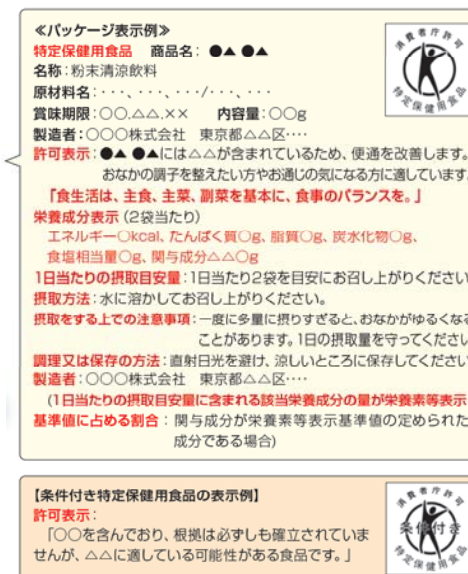 ≪パッケージ表示例≫
特定保健用食品　商品名： ●▲ ●▲
名称：粉末清涼飲料
原材料名：・・・、・・・、・・・/・・・、・・・
賞味期限：○○.△△.××　　内容量：○○g
製造者：○○○株式会社　東京都△△区‥‥
消費者庁許可
特定保健用食品
許可表示：●▲ ●▲には△△が含まれているため、便通を改善します。
おなかの調子を整えたい方やお通じの気になる方に適しています。
「食生活は、主食、主菜、副菜を基本に、食事のバランスを。」
栄養成分表示（2袋当たり）
エネルギー○kcal、たんぱく質○g、脂質○g、炭水化物○g、
食塩相当量○g、関与成分△△○g
1日当たりの摂取目安量：1日当たり2袋を目安にお召し上がりください
摂取方法：水に溶かしてお召し上がりください。
摂取をする上での注意事項：一度に多量に摂りすぎると、おなかがゆるくなる
ことがあります。1日の摂取量を守ってください
調理又は保存の方法：直射日光を避け、涼しいところに保存してください
製造者：○○○株式会社　東京都△△区‥‥
(1日当たりの摂取目安量に含まれる該当栄養成分の量が栄養素等表示
基準値に占める割合：関与成分が栄養素等表示基準値の定められた
成分である場合)
【条件付き特定保健用食品の表示例】
許可表示：
「○○を含んでおり、根拠は必ずしも確立されていま
せんが、△△に適している可能性がある食品です。」
消費者庁許可
条件付き
特定保健用食品